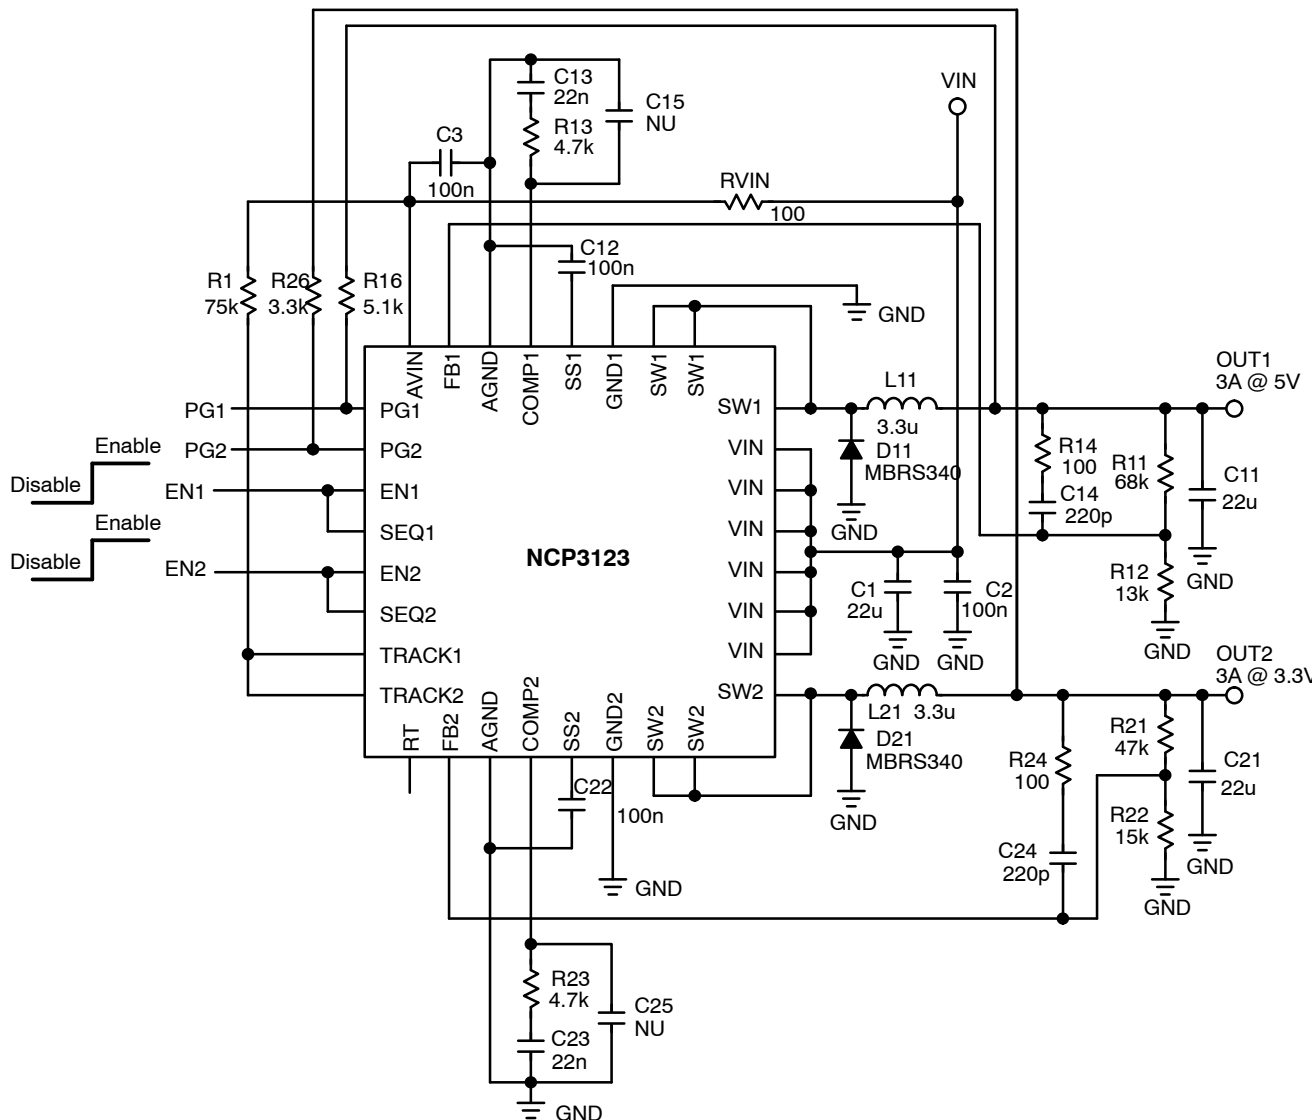 C13
22n
C15
NU
VIN
R13
4.7k
C3
100n
RVIN
100
C12
100n
R1
75k
R26
3.3k
R16
5.1k
GND
AVIN
FB1
AGND
COMP1
SS1
GND1
SW1
SW1
OUT1
3A @ 5V
L11
3.3u
PG1
PG1
SW1
PG2
PG2
VIN
Enable
Disable
D11
MBRS340
GND
R14
100
C14
220p
R11
68k
C11
22u
GND
EN1
EN1
VIN
SEQ1
VIN
Enable
Disable
NCP3123
EN2
EN2
VIN
SEQ2
VIN
C1
22u
GND
C2
100n
GND
R12
13k
GND
TRACK1
VIN
TRACK2
SW2
OUT2
3A @ 3.3V
L21 3.3u
RT
FB2
AGND
COMP2
SS2
GND2
SW2
SW2
D21
MBRS340
GND
R24
100
R21
47k
C21
22u
GND
C22
100n
R22
15k
GND
C24
220p
GND
R23
4.7k
C25
NU
C23
22n
GND